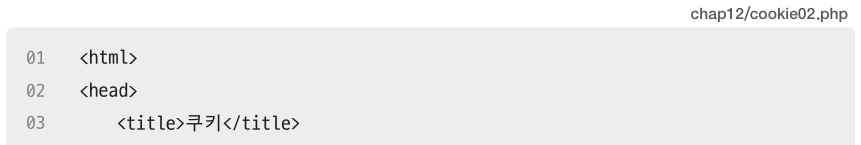 chap12/cookie02.php
01 <html>
02 <head>
03 <title>쿠키</title>